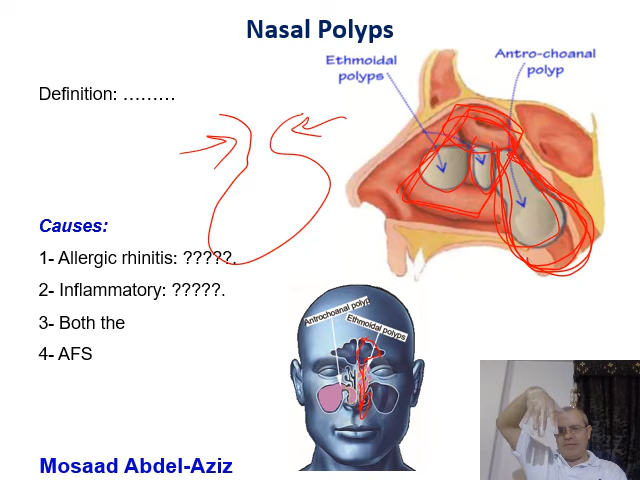 Nasal Polyps
Ethmoidal
polyps
Antro-choanal
polyp
Definition: ………
Causes:
1- Allergic rhinitis: ?????.
2- Inflammatory: ?????.
3- Both the
4- AFS
Antrochoanal polyp
Ethmoidal polyps
Mosaad Abdel-Aziz